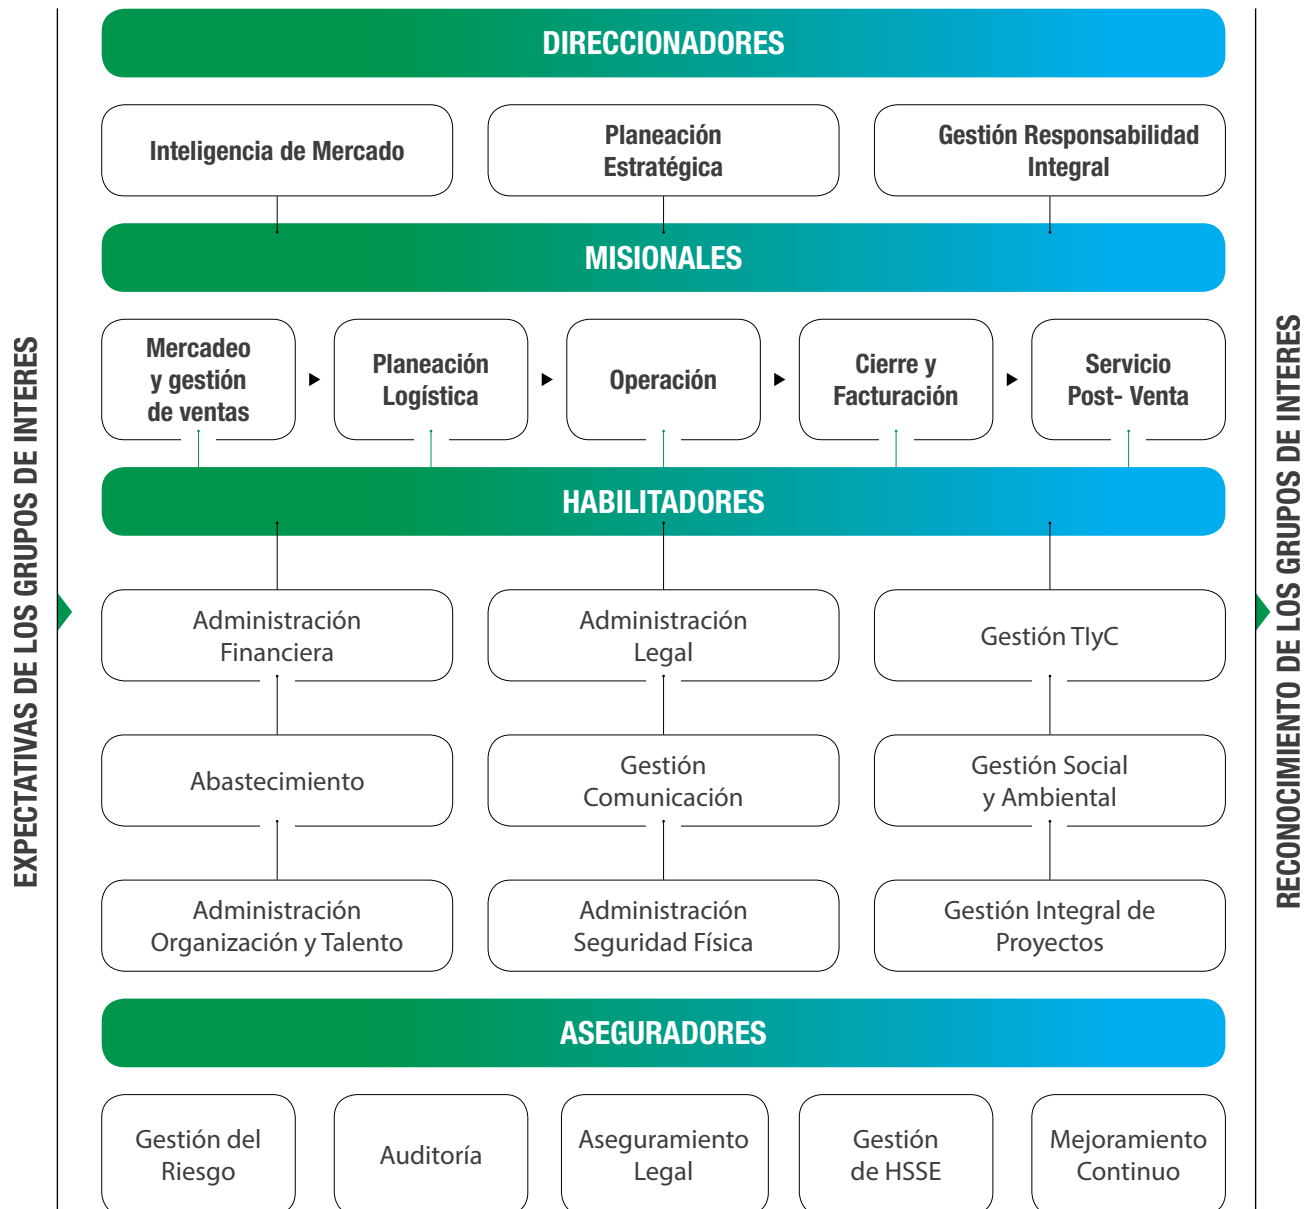 DIRECCIONADORES
Inteligencia de Mercado
Planeación
Estratégica
Gestión Responsabilidad
Integral
MISIONALES
Mercadeo
y gestión
de ventas
Planeación
Logística
Operación
Cierre y
Facturación
Servicio
Post- Venta
HABILITADORES
Administración
Financiera
Administración
Legal
Gestión TIyC
Abastecimiento
Gestión
Comunicación
Gestión Social
y Ambiental
Administración
Organización y Talento
Administración
Seguridad Física
Gestión Integral de
Proyectos
ASEGURADORES
Gestión del
Riesgo
Auditoría
Aseguramiento
Legal
Gestión
de HSSE
Mejoramiento
Continuo
EXPECTATIVAS DE LOS GRUPOS DE INTERES
RECONOCIMIENTO DE LOS GRUPOS DE INTERES